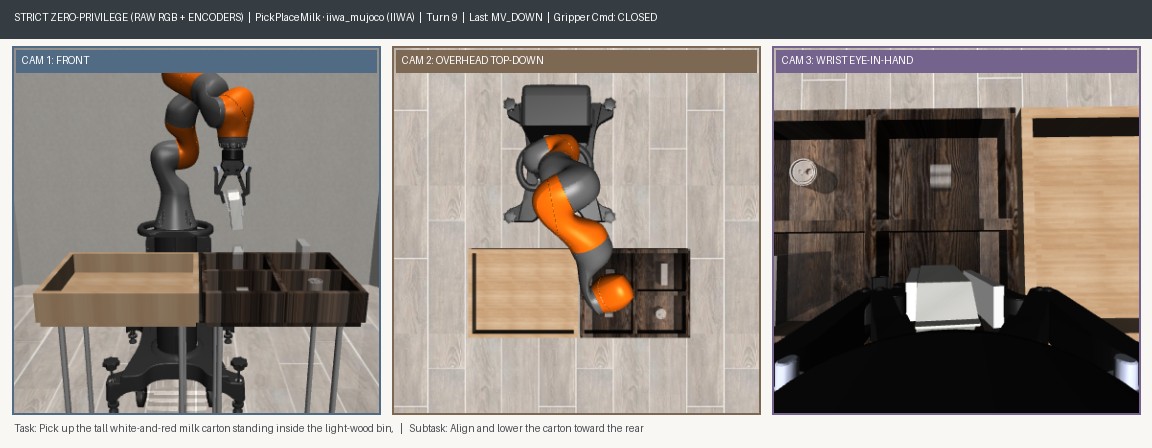 STRICT ZERO-PRIVILEGE (RAW RGB + ENCODERS) | PickPlaceMilk · iiwa_mujoco (IIWA) | Turn 9 | Last MV_DOWN | Gripper Cmd: CLOSED
CAM 1: FRONT
CAM 2: OVERHEAD TOP-DOWN
CAM 3: WRIST EYE-IN-HAND
Task: Pick up the tall white-and-red milk carton standing inside the light-wood bin, | Subtask: Align and lower the carton toward the rear